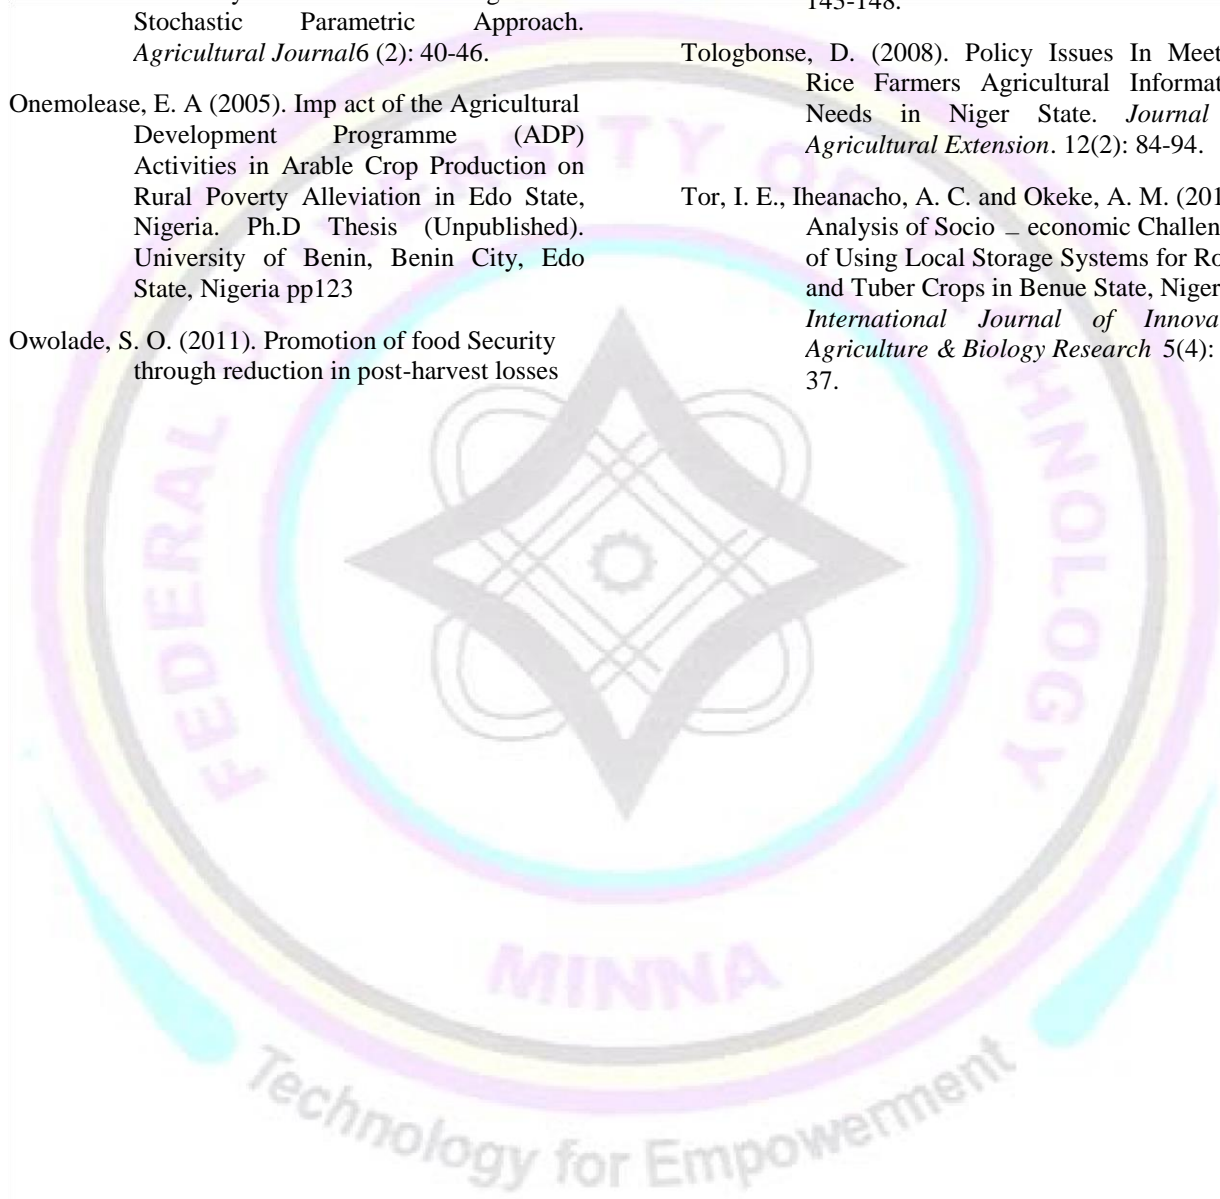 Stochastic Parametric Approach.
Agricultural Journal6 (2): 40-46.
Onemolease, E. A (2005). Imp act of the Agricultural
Development Programme (ADP)
Activities in Arable Crop Production on
Rural Poverty Alleviation in Edo State,
Nigeria. Ph.D Thesis (Unpublished).
University of Benin, Benin City, Edo
State, Nigeria pp123
Owolade, S. O. (2011). Promotion of food Security
through reduction in post-harvest losses
143-148.
Tologbonse, D. (2008). Policy Issues In Meet
Rice Farmers Agricultural Informat
Needs in Niger State. Journal
Agricultural Extension. 12(2): 84-94.
Tor, I. E., Iheanacho, A. C. and Okeke, A. M. (201
Analysis of Socio – economic Challen
of Using Local Storage Systems for Ro
and Tuber Crops in Benue State, Niger
International Journal of Innova
Agriculture & Biology Research 5(4):
37.
FEDERAL UNIVERSITY OF TECHNOLOGY
MINNA
Technology for Empowerment